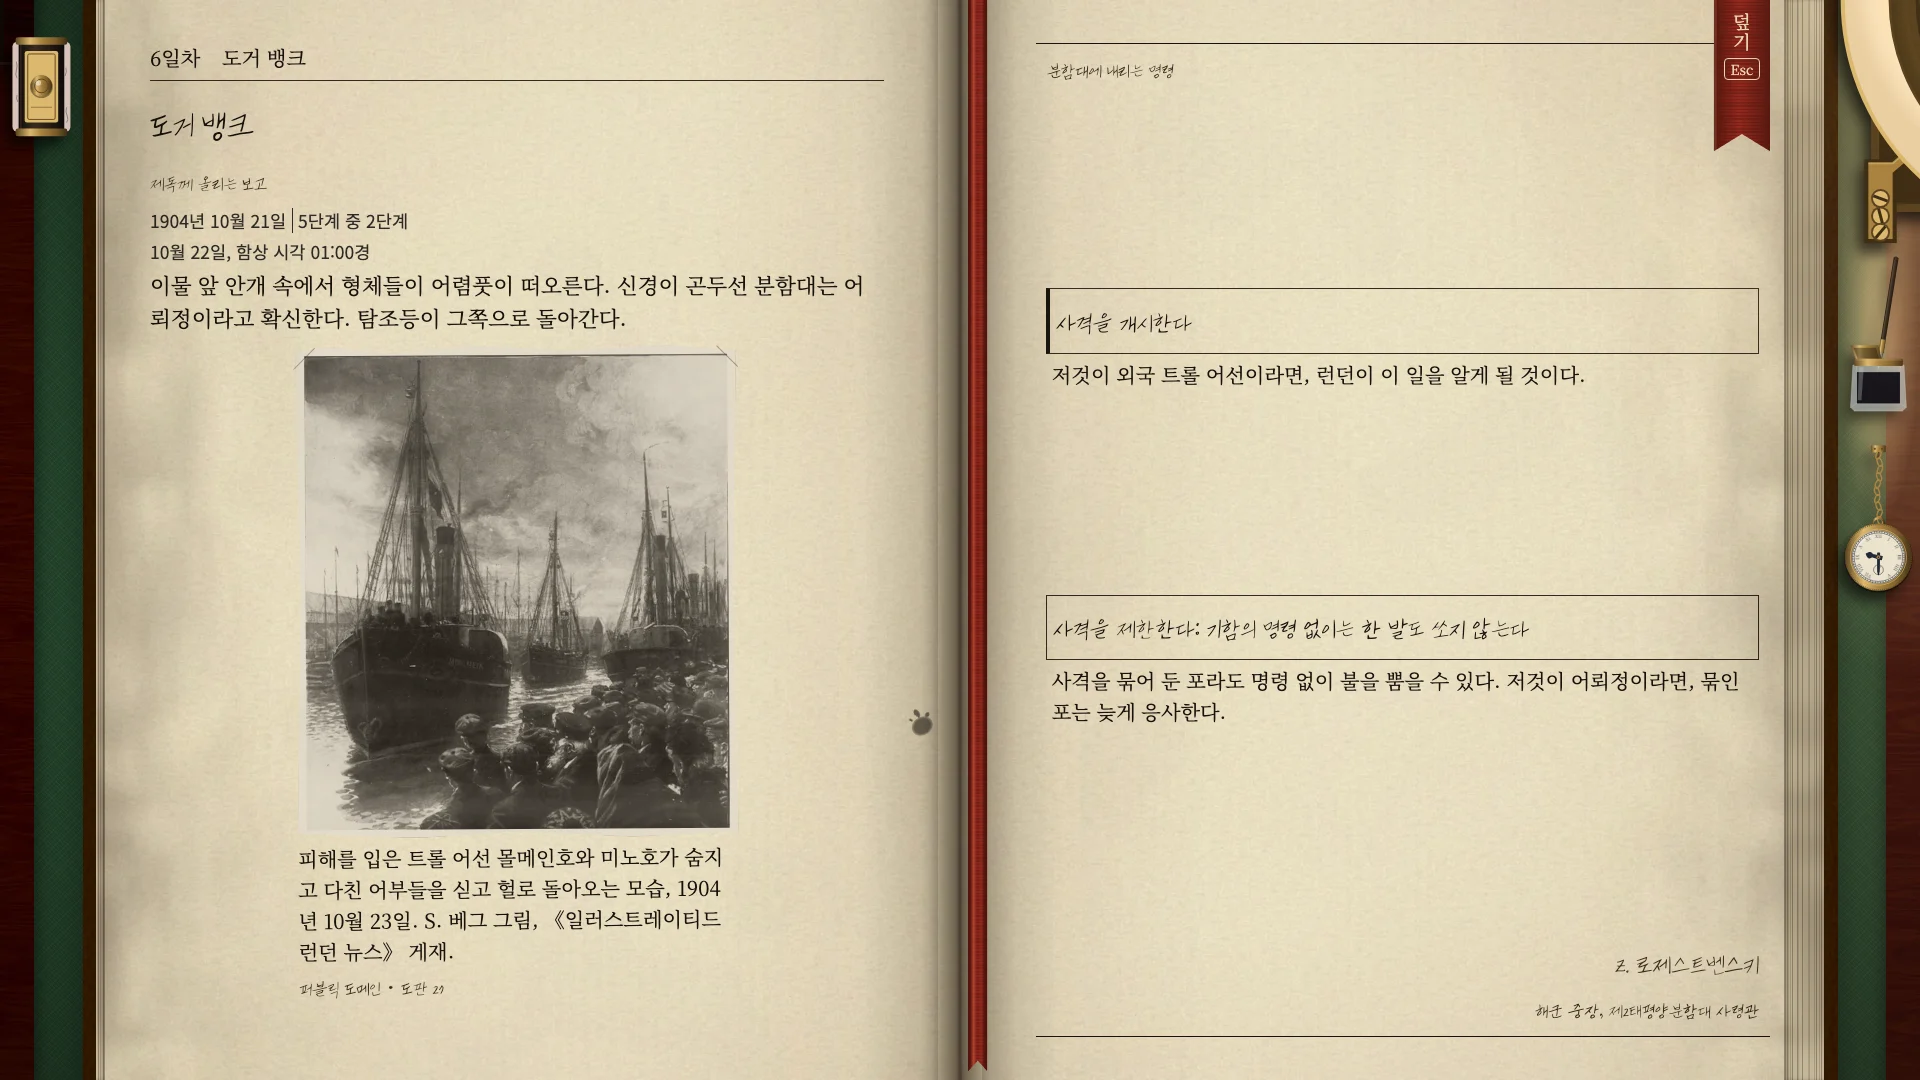 6일차 도거 뱅크
도거 뱅크
제독께 올리는 보고
1904년 10월 21일 5단계 중 2단계
10월 22일, 함상 시각 01:00경
이물 앞 안개 속에서 형체들이 어렴풋이 떠오른다. 신경이 곤두선 분함대는 어
뢰정이라고 확신한다. 탐조등이 그쪽으로 돌아간다.
피해를 입은 트롤 어선 몰메인호와 미노호가 숨지
고 다친 어부들을 싣고 헐로 돌아오는 모습, 1904
년 10월 23일. S. 베그 그림, 《일러스트레이티드
런던 뉴스》 게재.
퍼블릭 도메인 • 도판 29
덮기
Esc
분함대에 내리는 명령
사격을 개시한다
저것이 외국 트롤 어선이라면, 런던이 이 일을 알게 될 것이다.
사격을 제한한다: 기함의 명령 없이는 한 발도 쏘지 않는다
사격을 묶어 둔 포라도 명령 없이 불을 뿜을 수 있다. 저것이 어뢰정이라면, 묶인
포는 늦게 응사한다.
Z. 로제스트벤스키
해군 중장, 제2태평양분함대 사령관